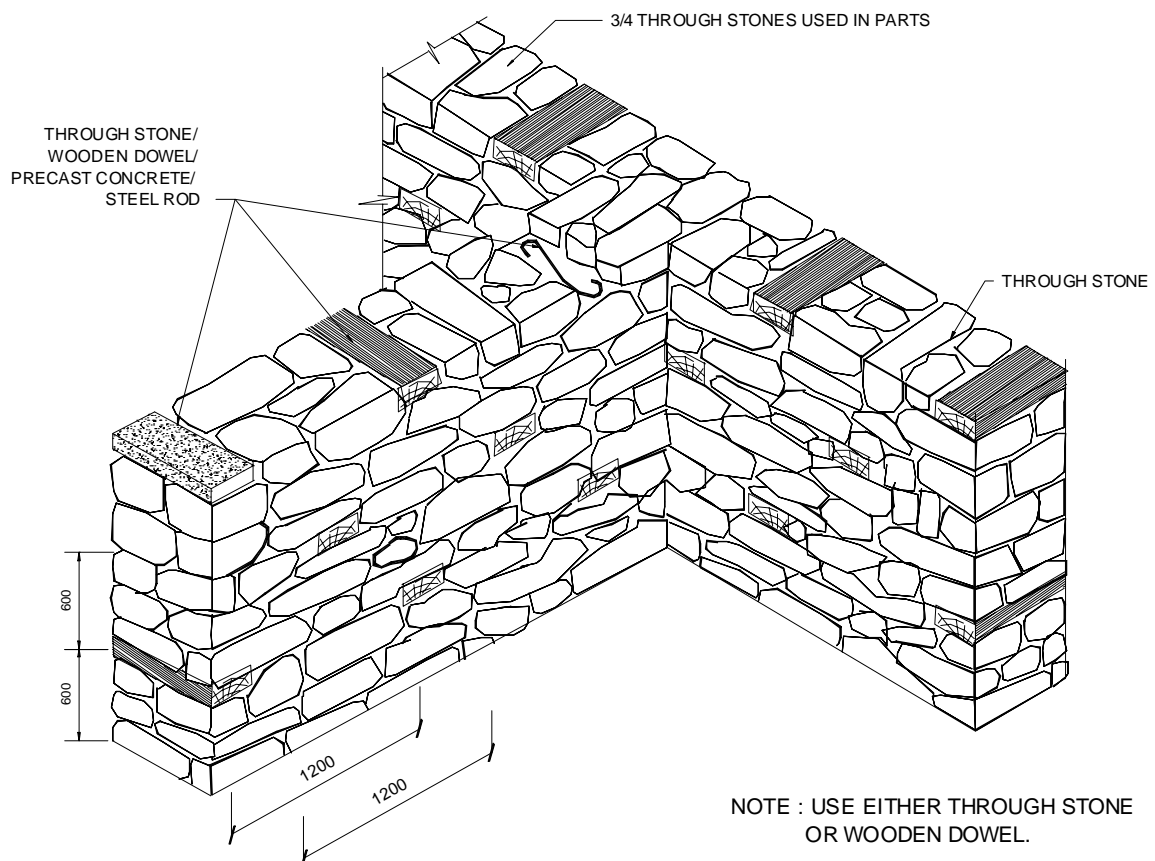 3/4 THROUGH STONES USED IN PARTS
THROUGH STONE/
WOODEN DOWEL/
PRECAST CONCRETE/
STEEL ROD
THROUGH STONE
600
600
1200
1200
NOTE : USE EITHER THROUGH STONE
OR WOODEN DOWEL.